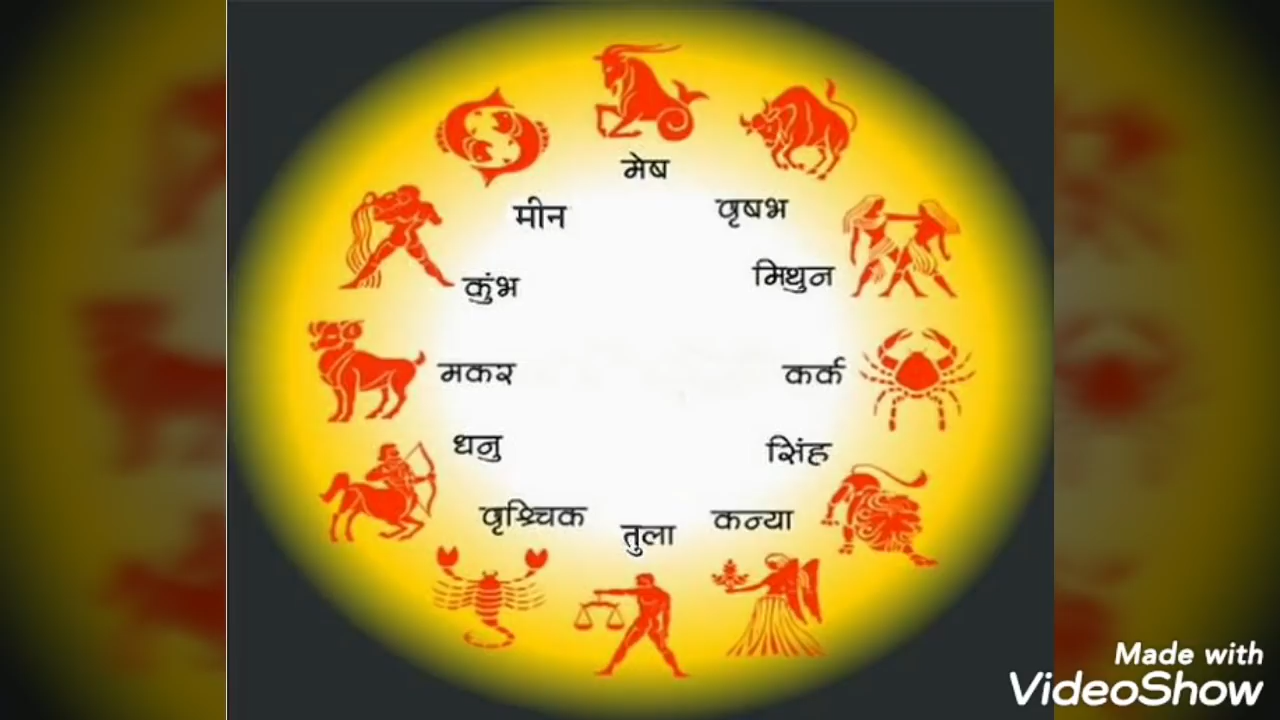 मेष
वृषभ
मिथुन
कर्क
सिंह
कन्या
तुला
वृश्चिक
धनु
मकर
कुंभ
मीन
Made with
VideoShow